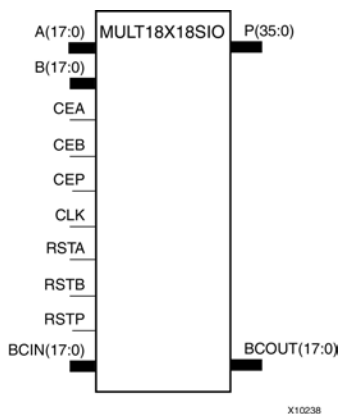 A(17:0) MULT18X18SIO P(35:0)
B(17:0)
CEA
CEB
CEP
CLK
RSTA
RSTB
RSTP
BCIN(17:0) BCOUT(17:0)
X10238